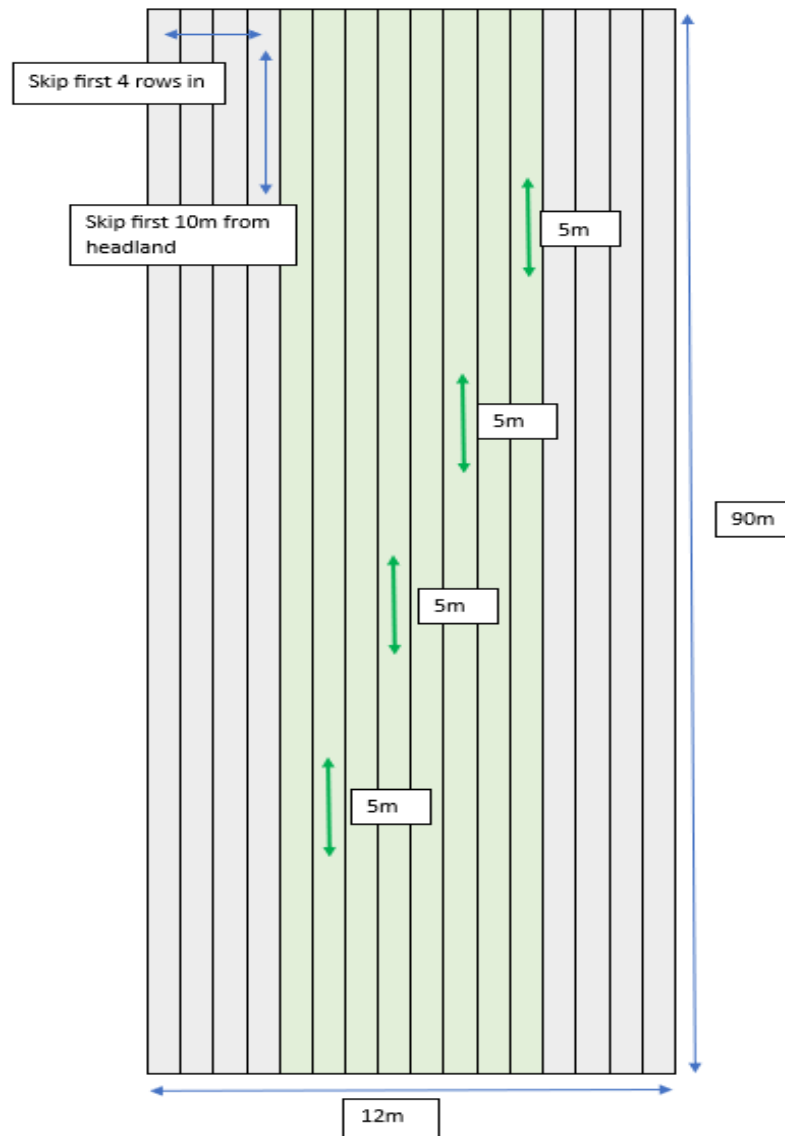 Skip first 4 rows in
Skip first 10m from
headland
5m
5m
90m
5m
5m
12m